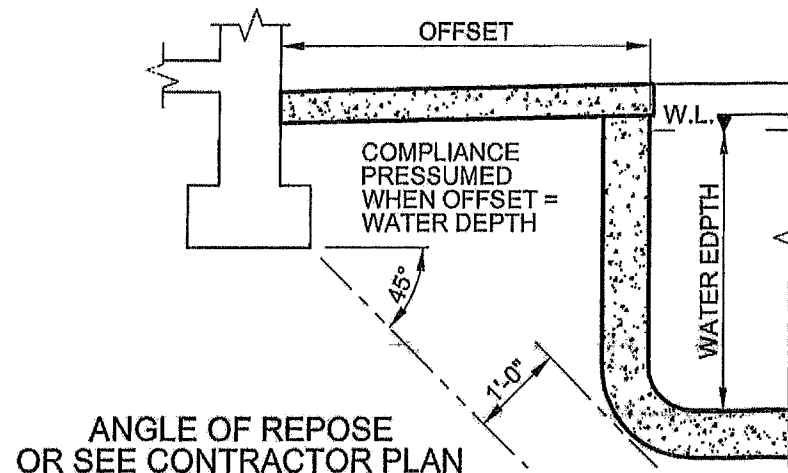 OFFSET
W.L.
COMPLIANCE
PRESSUMED
WHEN OFFSET =
WATER DEPTH
WATER EDPTH
45°
1'-0"
ANGLE OF REPOSE
OR SEE CONTRACTOR PLAN